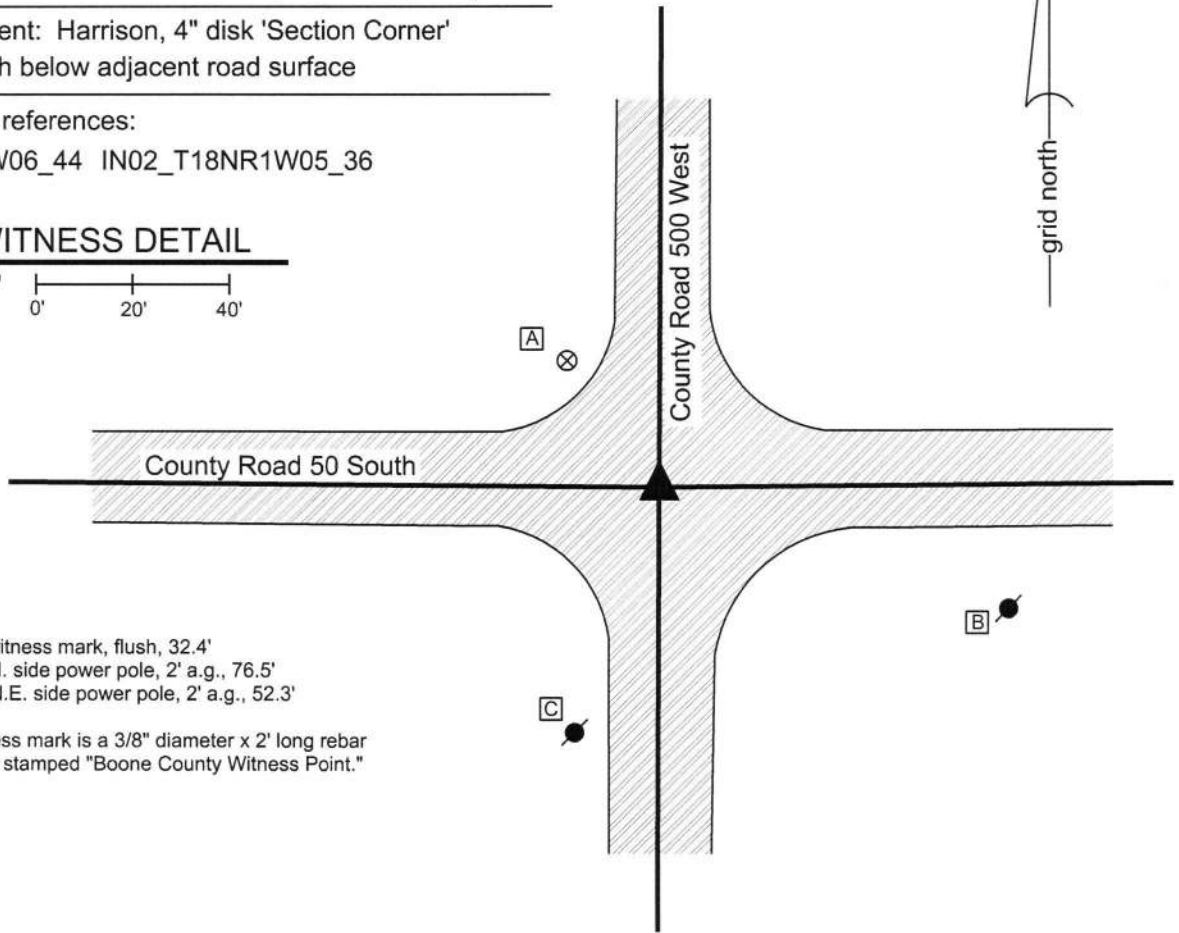 ent: Harrison, 4" disk 'Section Corner'
h below adjacent road surface
references:
W06_44 IN02_T18NR1W05_36
WITNESS DETAIL
0' 20' 40'
grid north
County Road 500 West
A
County Road 50 South
B
C
itness mark, flush, 32.4'
. side power pole, 2' a.g., 76.5'
N.E. side power pole, 2' a.g., 52.3'
ess mark is a 3/8" diameter x 2' long rebar
stamped "Boone County Witness Point."